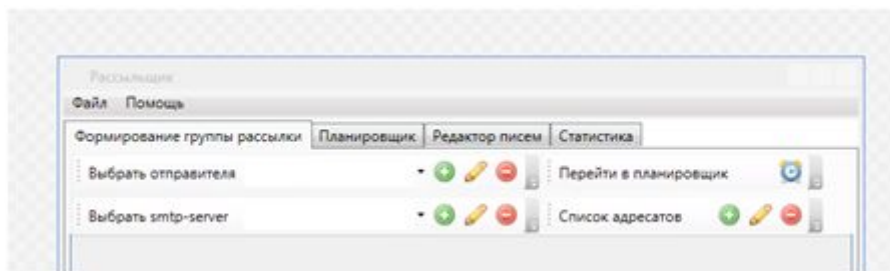 Рассыльщик
Файл Помощь
Формирование группы рассылки Планировщик Редактор писем Статистика
Выбрать отправителя Перейти в планировщик
Выбрать smtp-server Список адресатов